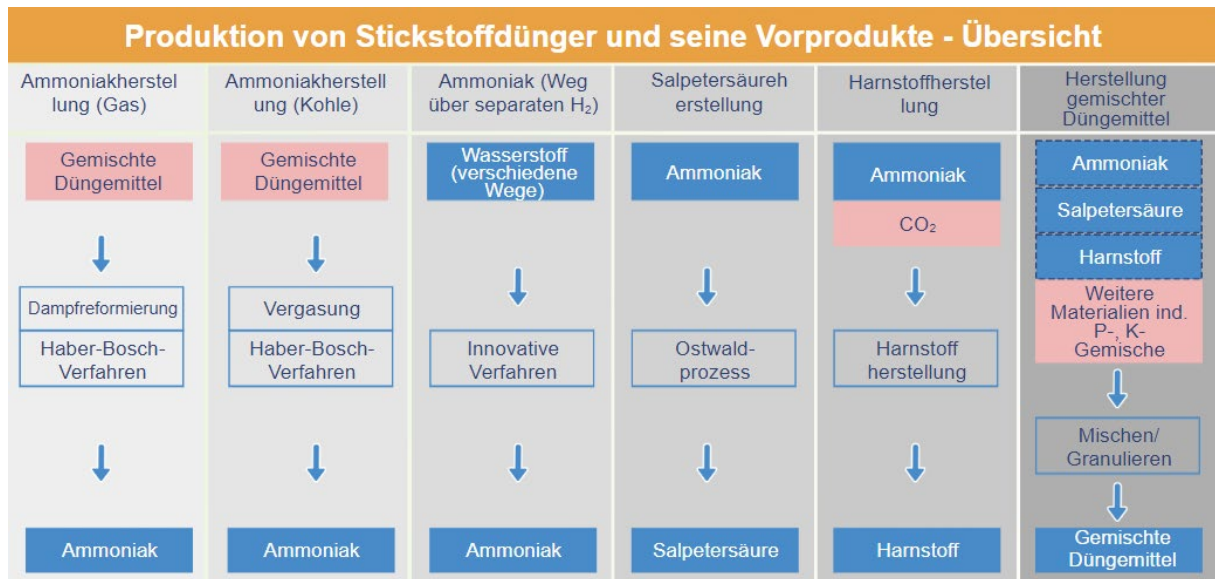 Produktion von Stickstoffdünger und seine Vorprodukte - Übersicht
Ammoniakherstel
lung (Gas)
Gemischte
Düngemittel
Dampfreformierung
Haber-Bosch-
Verfahren
Ammoniak
Ammoniakherstell
ung (Kohle)
Gemischte
Düngemittel
Vergasung
Haber-Bosch-
Verfahren
Ammoniak
Ammoniak (Weg
über separaten H₂)
Wasserstoff
(verschiedene
Wege)
Innovative
Verfahren
Ammoniak
Salpetersäureh
erstellung
Ammoniak
Ostwald-
prozess
Salpetersäure
Harnstoffherstel
lung
Ammoniak
CO₂
Harnstoff
herstellung
Harnstoff
Herstellung
gemischter
Düngemittel
Ammoniak
Salpetersäure
Harnstoff
Weitere
Materialien ind.
P-, K-
Gemische
Mischen/
Granulieren
Gemischte
Düngemittel